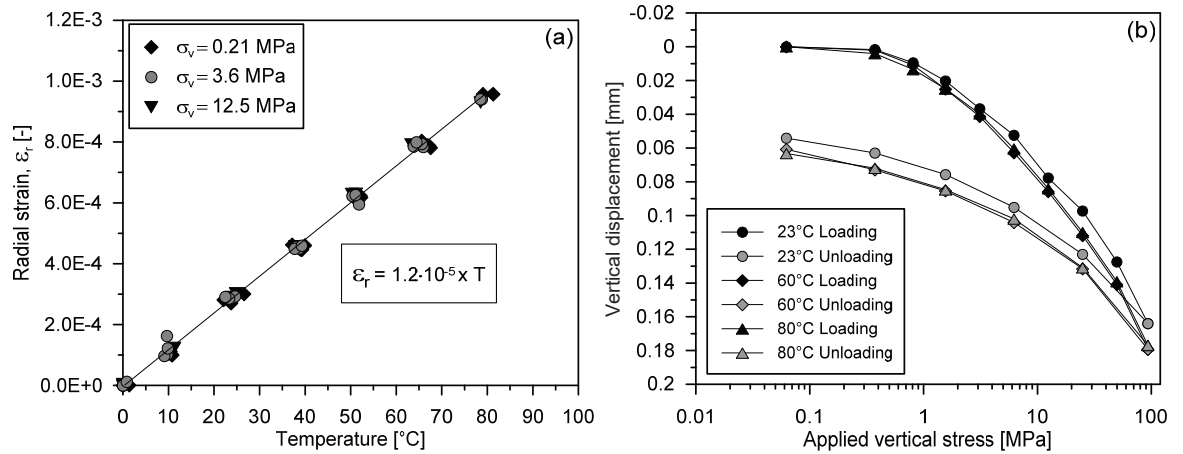 (a)
σv = 0.21 MPa
σv = 3.6 MPa
σv = 12.5 MPa
εr = 1.2·10-5 x T
Radial strain, εr [-]
1.2E-3
1.0E-3
8.0E-4
6.0E-4
4.0E-4
2.0E-4
0.0E+0
0 10 20 30 40 50 60 70 80 90 100
Temperature [°C]
(b)
Vertical displacement [mm]
-0.02
0
0.02
0.04
0.06
0.08
0.1
0.12
0.14
0.16
0.18
0.2
23°C Loading
23°C Unloading
60°C Loading
60°C Unloading
80°C Loading
80°C Unloading
0.01 0.1 1 10 100
Applied vertical stress [MPa]